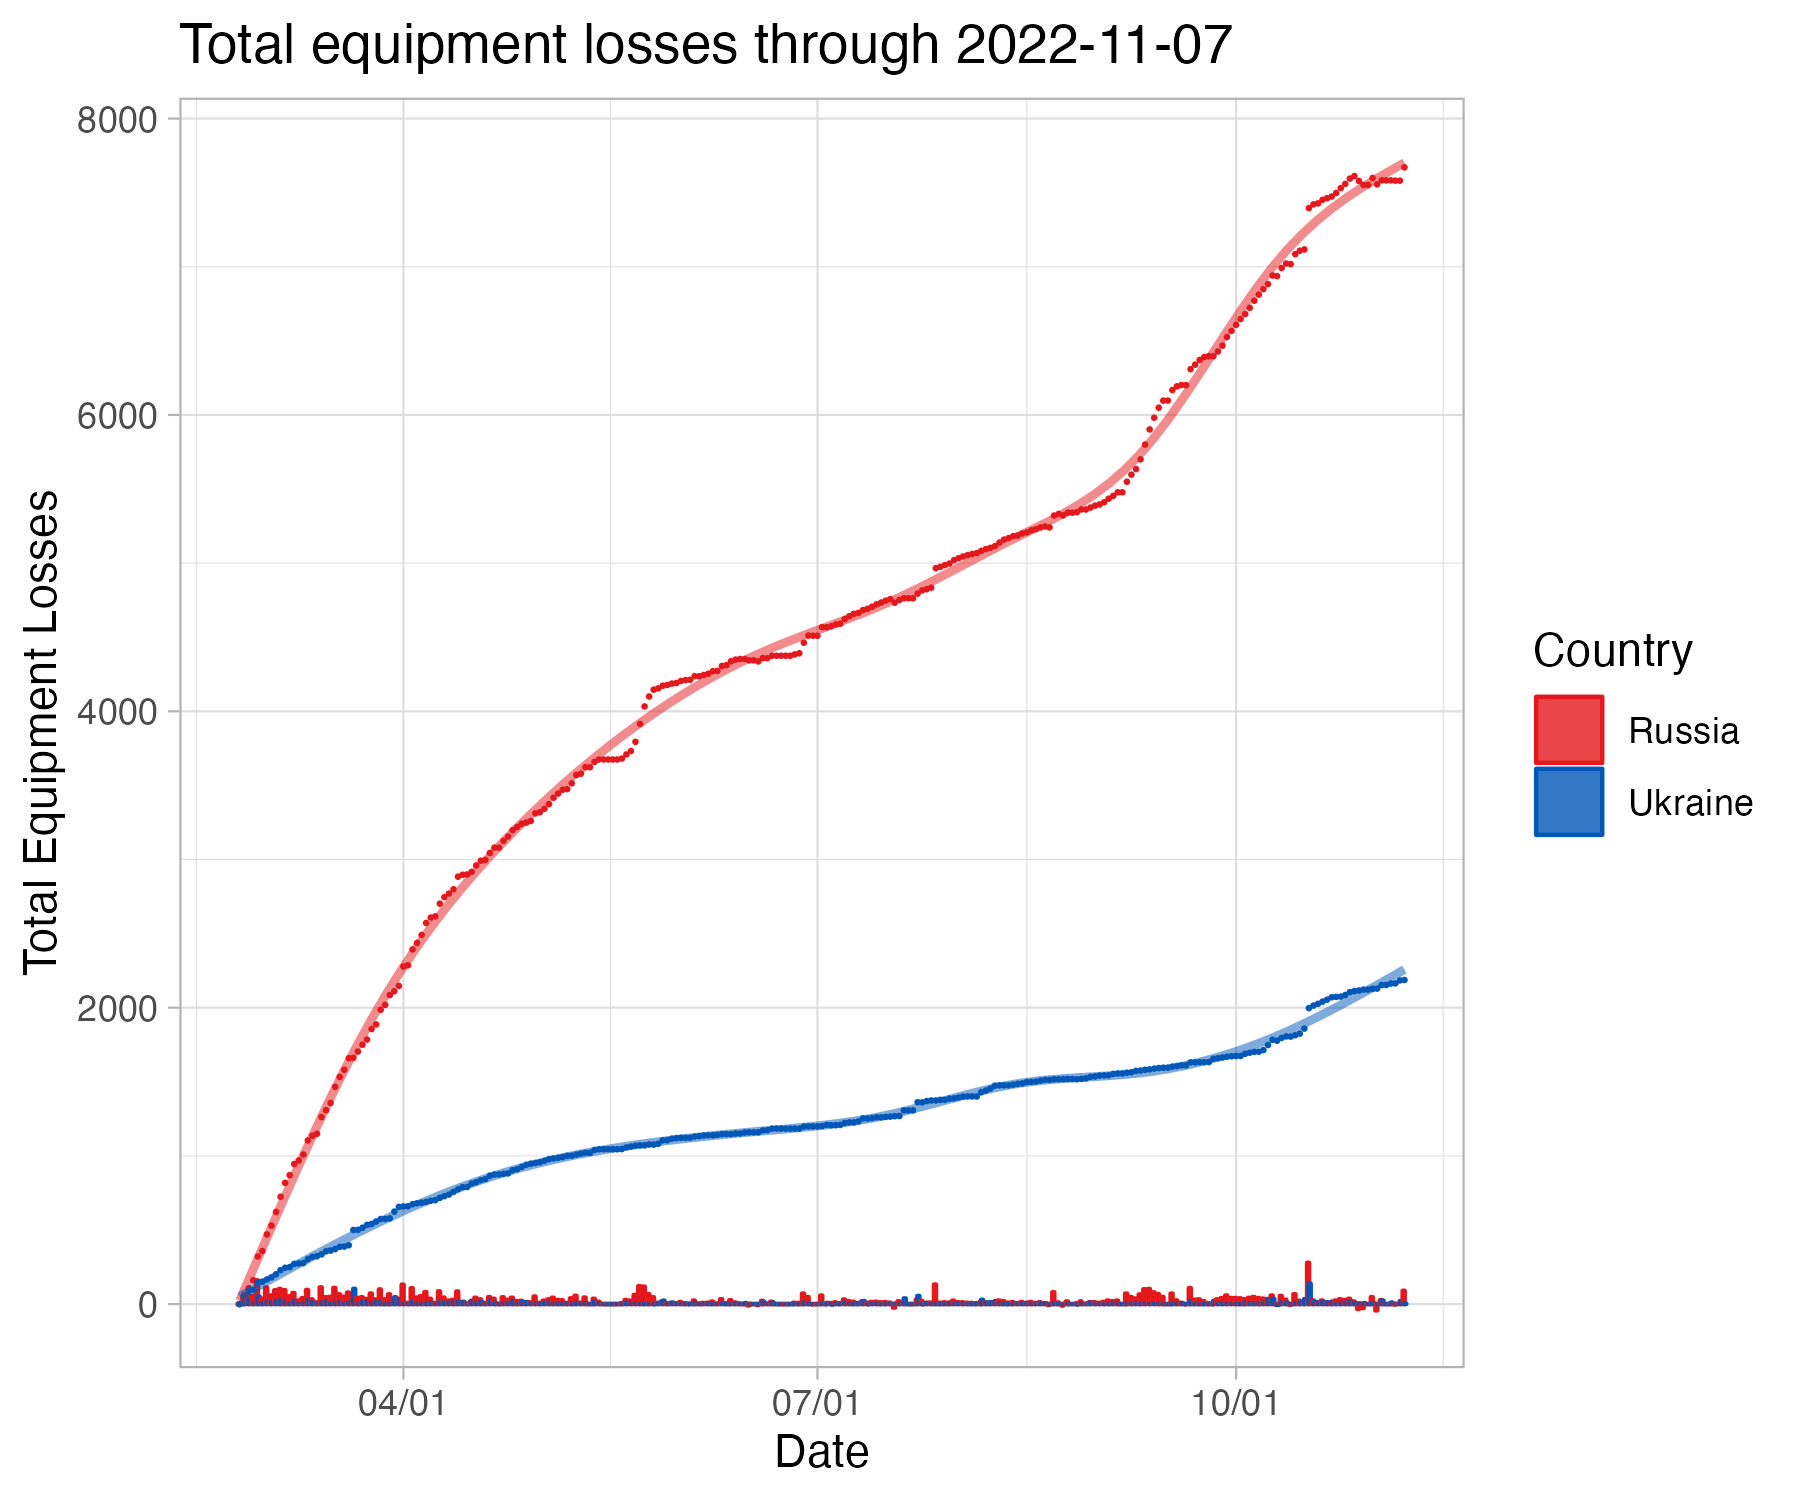 Total equipment losses through 2022-11-07
Total Equipment Losses
8000
6000
4000
2000
0
04/01
07/01
10/01
Date
Country
Russia
Ukraine